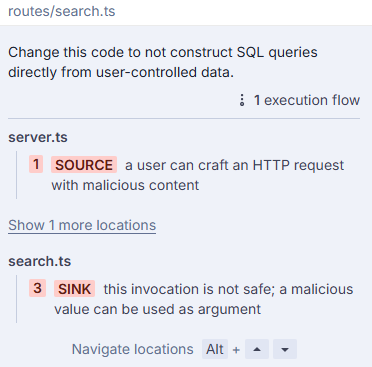 routes/search.ts
Change this code to not construct SQL queries
directly from user-controlled data.
1 execution flow
server.ts
1 SOURCE a user can craft an HTTP request
with malicious content
Show 1 more locations
search.ts
3 SINK this invocation is not safe; a malicious
value can be used as argument
Navigate locations Alt +